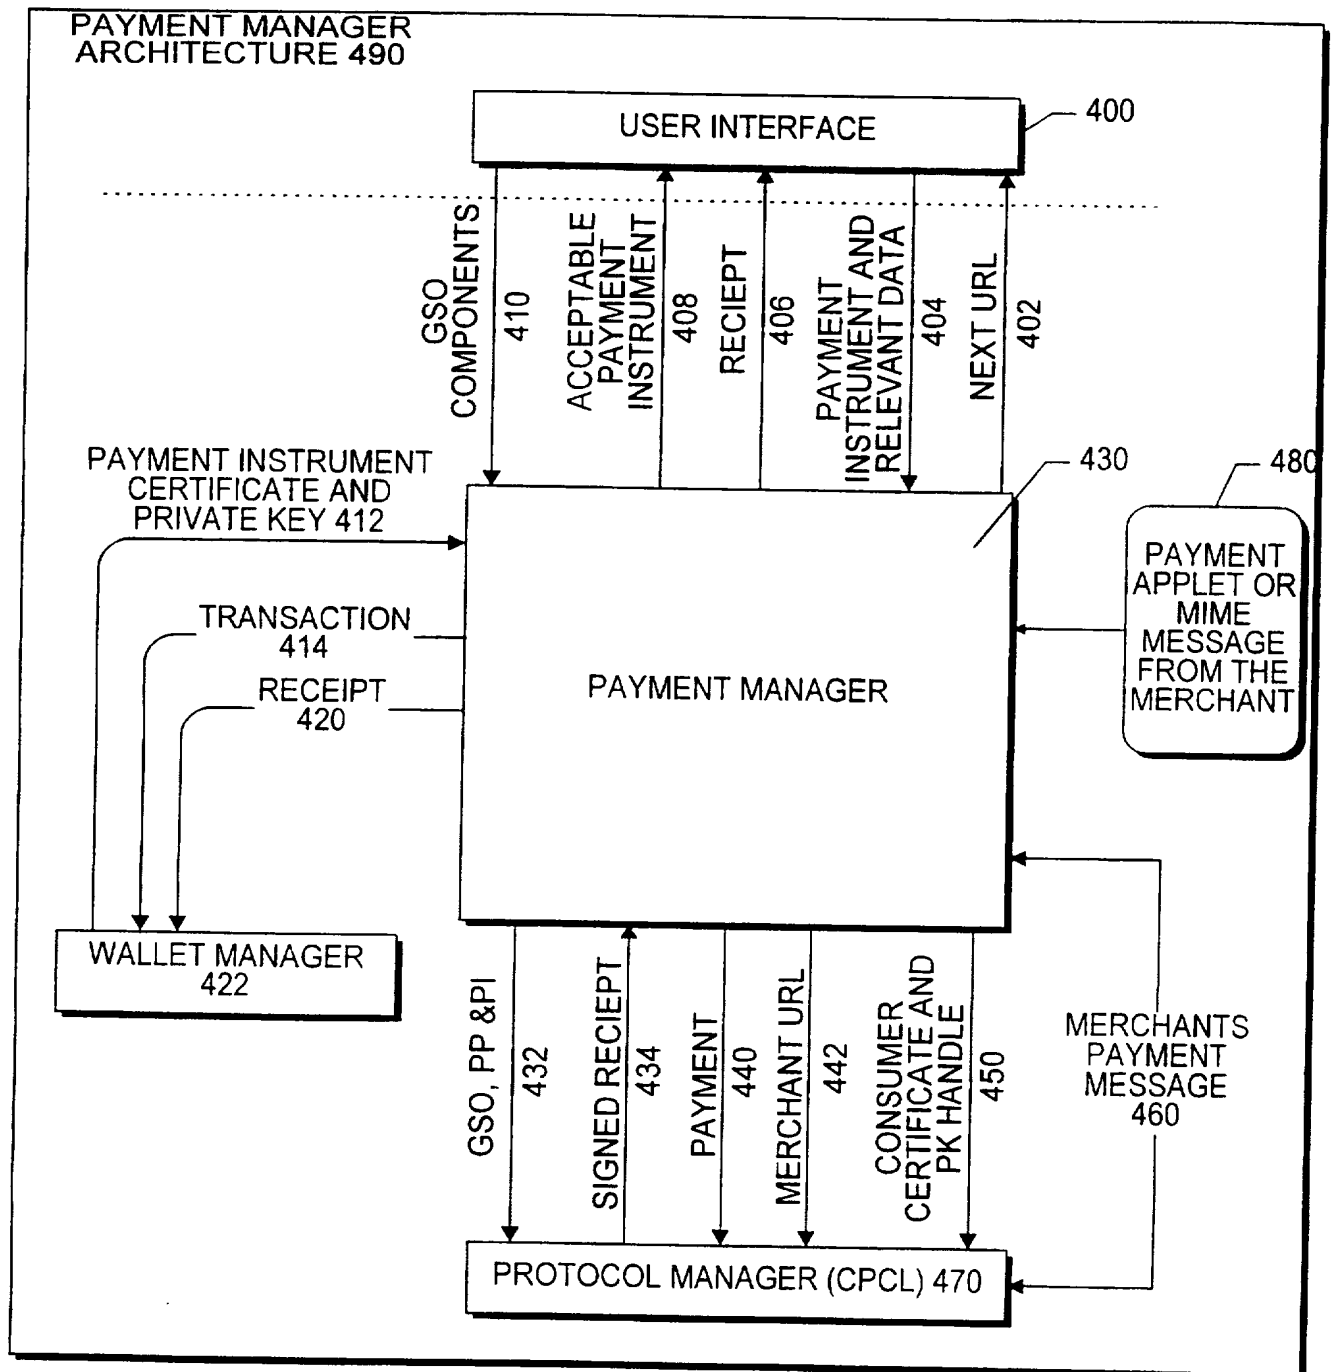 PAYMENT MANAGER
ARCHITECTURE 490
USER INTERFACE
400
GSO
COMPONENTS
410
ACCEPTABLE
PAYMENT
INSTRUMENT
408
RECIEPT
406
PAYMENT
INSTRUMENT AND
RELEVANT DATA
404
NEXT URL
402
PAYMENT INSTRUMENT
CERTIFICATE AND
PRIVATE KEY 412
430
480
TRANSACTION
414
RECEIPT
420
PAYMENT MANAGER
PAYMENT
APPLET OR
MIME
MESSAGE
FROM THE
MERCHANT
WALLET MANAGER
422
GSO, PP &PI
432
SIGNED RECIEPT
434
PAYMENT
440
MERCHANT URL
442
CONSUMER
CERTIFICATE AND
PK HANDLE
450
MERCHANTS
PAYMENT
MESSAGE
460
PROTOCOL MANAGER (CPCL) 470